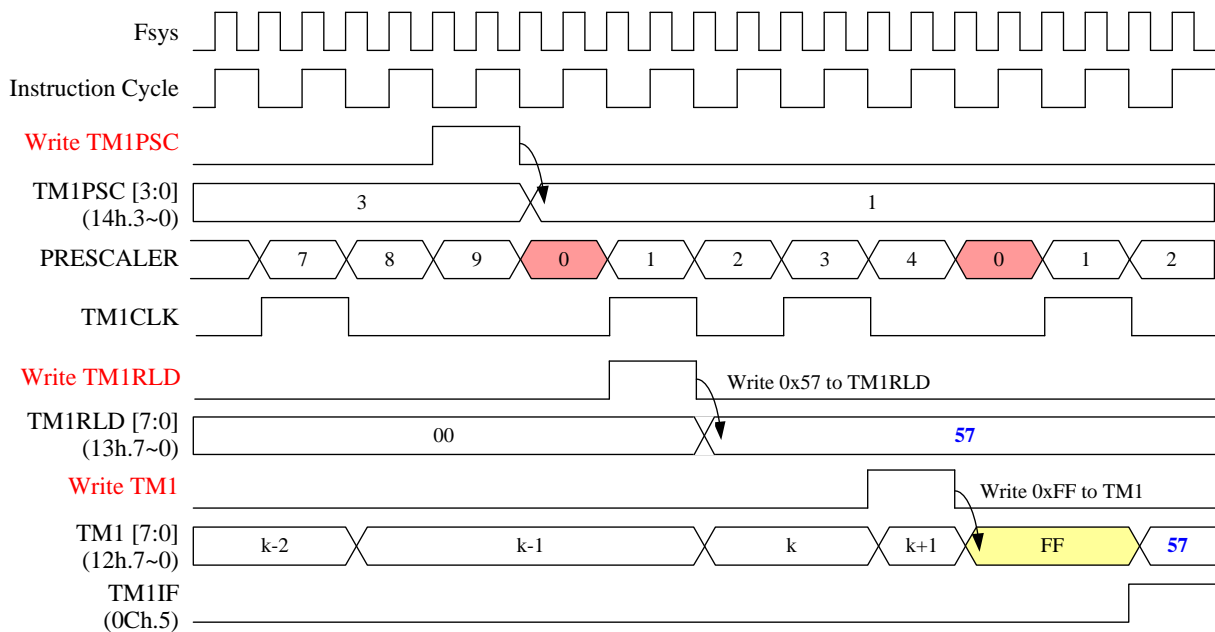 Fsys
Instruction Cycle
Write TM1PSC
TM1PSC [3:0]
(14h.3~0)
3
1
PRESCALER
7
8
9
0
1
2
3
4
0
1
2
TM1CLK
Write TM1RLD
Write 0x57 to TM1RLD
TM1RLD [7:0]
(13h.7~0)
00
57
Write TM1
Write 0xFF to TM1
TM1 [7:0]
(12h.7~0)
k-2
k-1
k
k+1
FF
57
TM1IF
(0Ch.5)